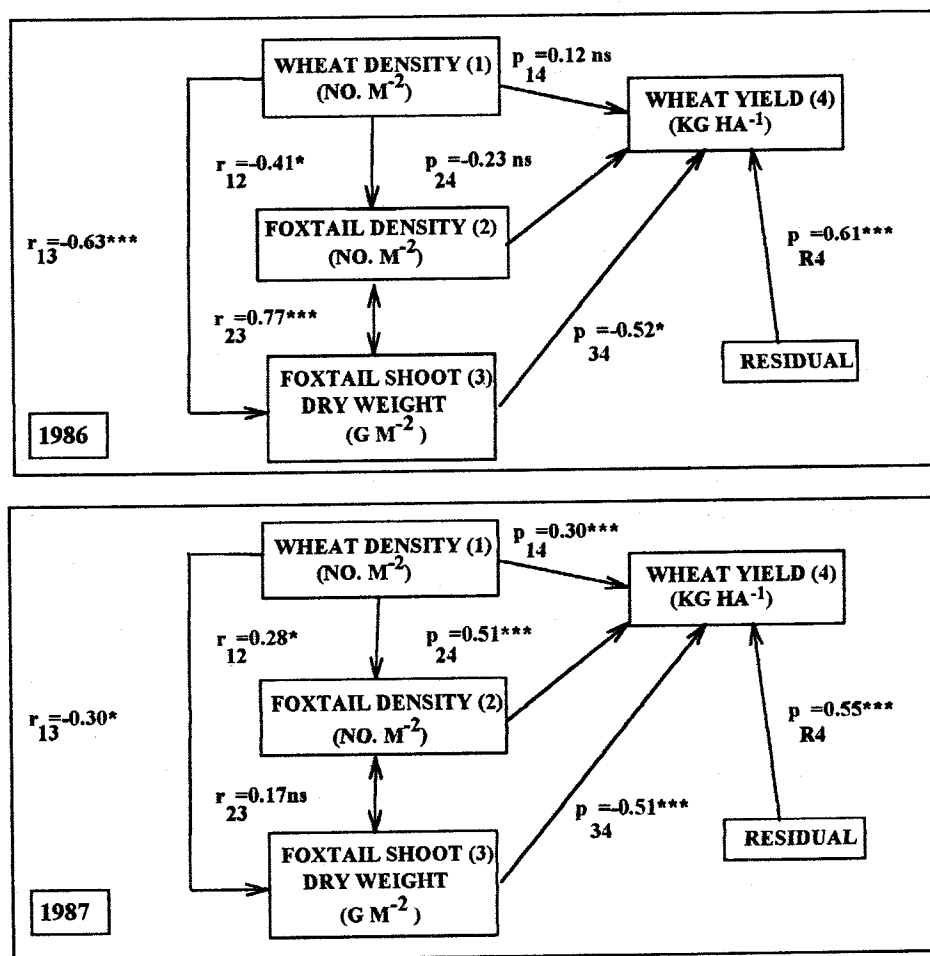 WHEAT DENSITY (1)
(NO. M-2)
p14=0.12 ns
WHEAT YIELD (4)
(KG HA-1)
r12=-0.41*
p24=-0.23 ns
r13=-0.63***
FOXTAIL DENSITY (2)
(NO. M-2)
pR4=0.61***
r23=0.77***
p34=-0.52*
FOXTAIL SHOOT (3)
DRY WEIGHT
(G M-2)
RESIDUAL
1986
WHEAT DENSITY (1)
(NO. M-2)
p14=0.30***
WHEAT YIELD (4)
(KG HA-1)
r12=0.28*
p24=0.51***
r13=-0.30*
FOXTAIL DENSITY (2)
(NO. M-2)
pR4=0.55***
r23=0.17ns
p34=-0.51***
FOXTAIL SHOOT (3)
DRY WEIGHT
(G M-2)
RESIDUAL
1987